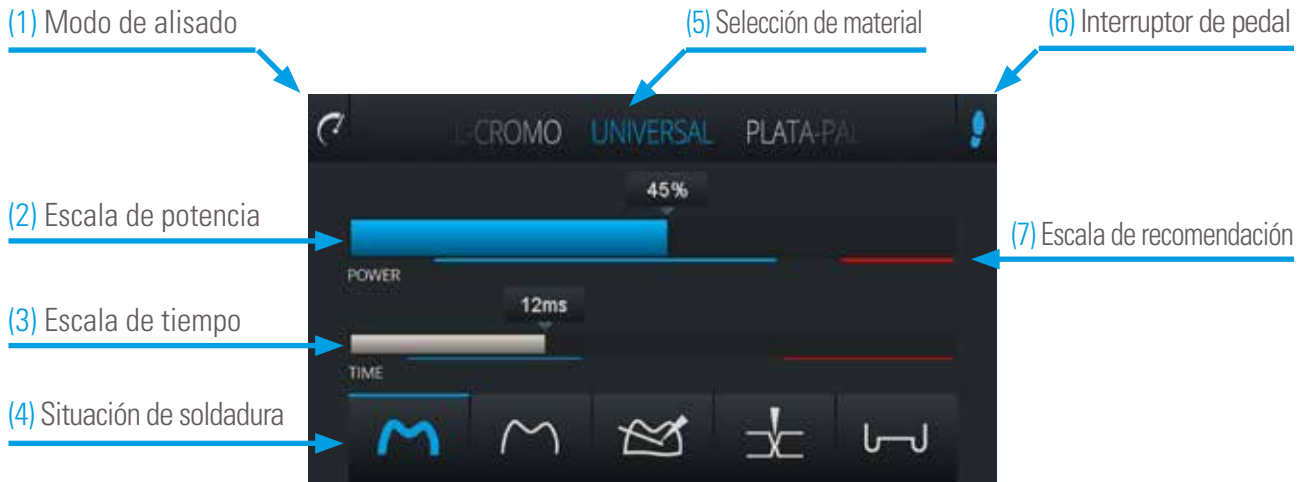 (1) Modo de alisado
(5) Selección de material
(6) Interruptor de pedal
L-CROMO UNIVERSAL PLATA-PAL
45%
(2) Escala de potencia
(7) Escala de recomendación
POWER
12ms
(3) Escala de tiempo
TIME
(4) Situación de soldadura